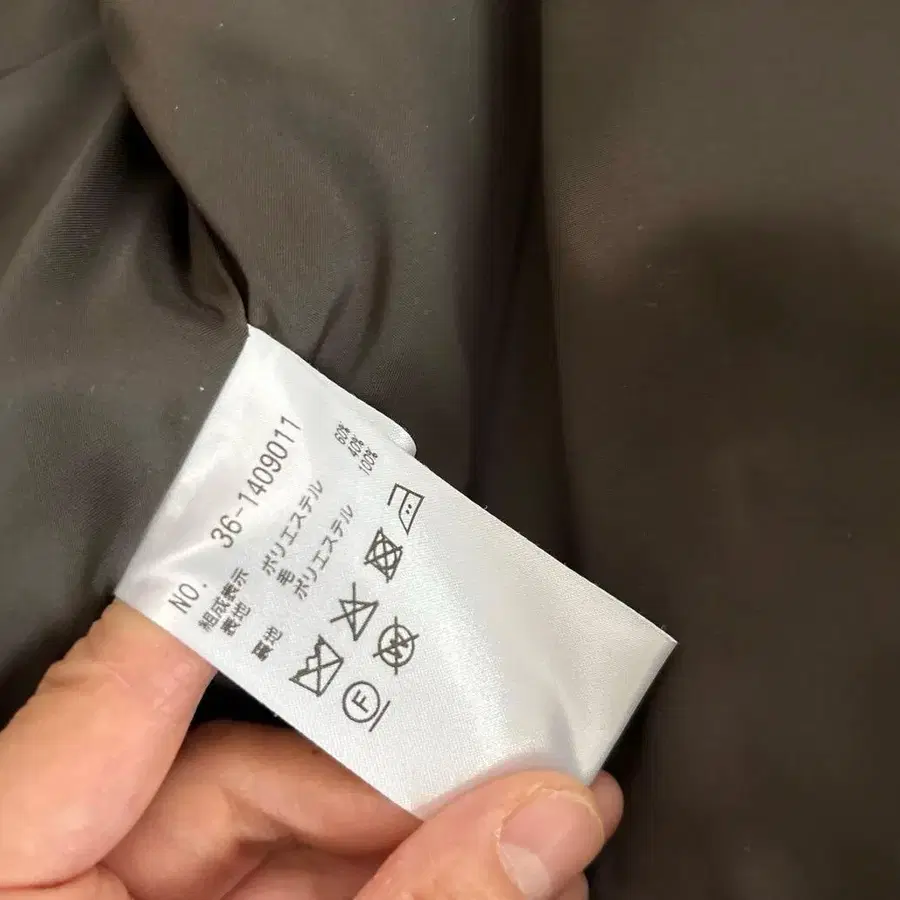 NO. 36-1409011
組成表示
表地 ポリエステル 60%
毛 40%
裏地 ポリエステル 100%
F
W